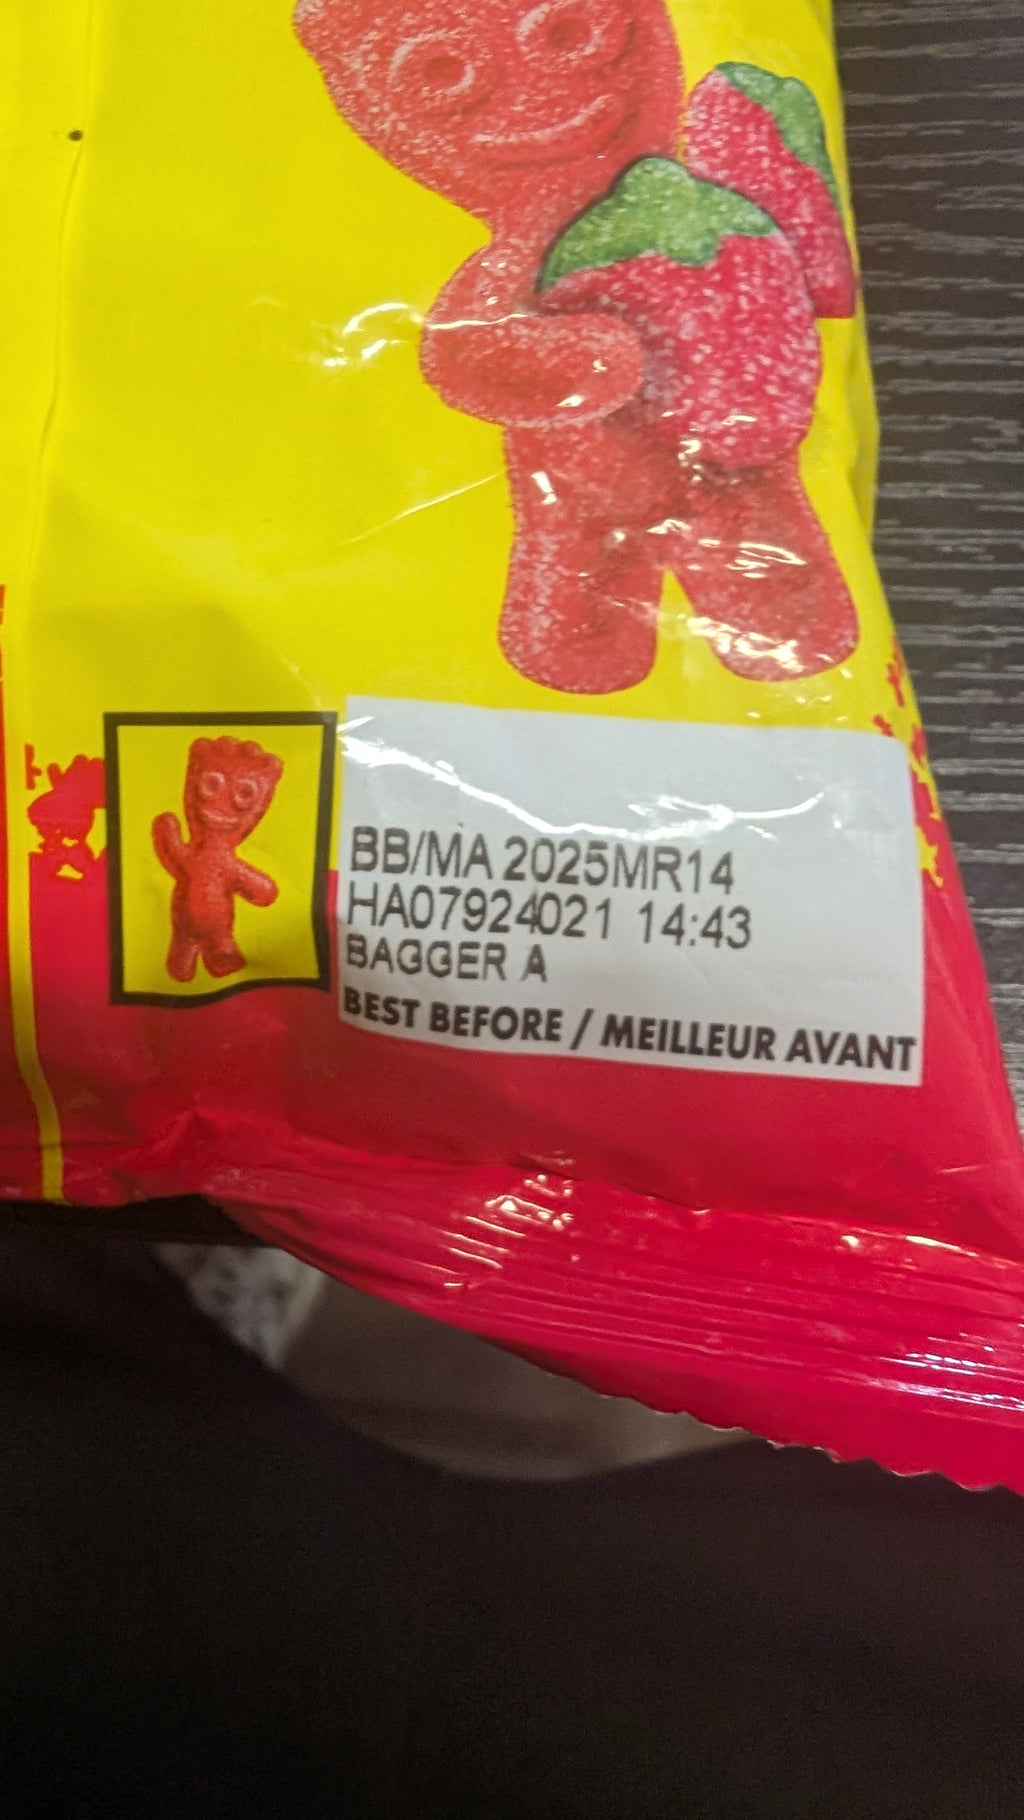 BB/MA 2025MR14
HA07924021 14:43
BAGGER A
BEST BEFORE / MEILLEUR AVANT